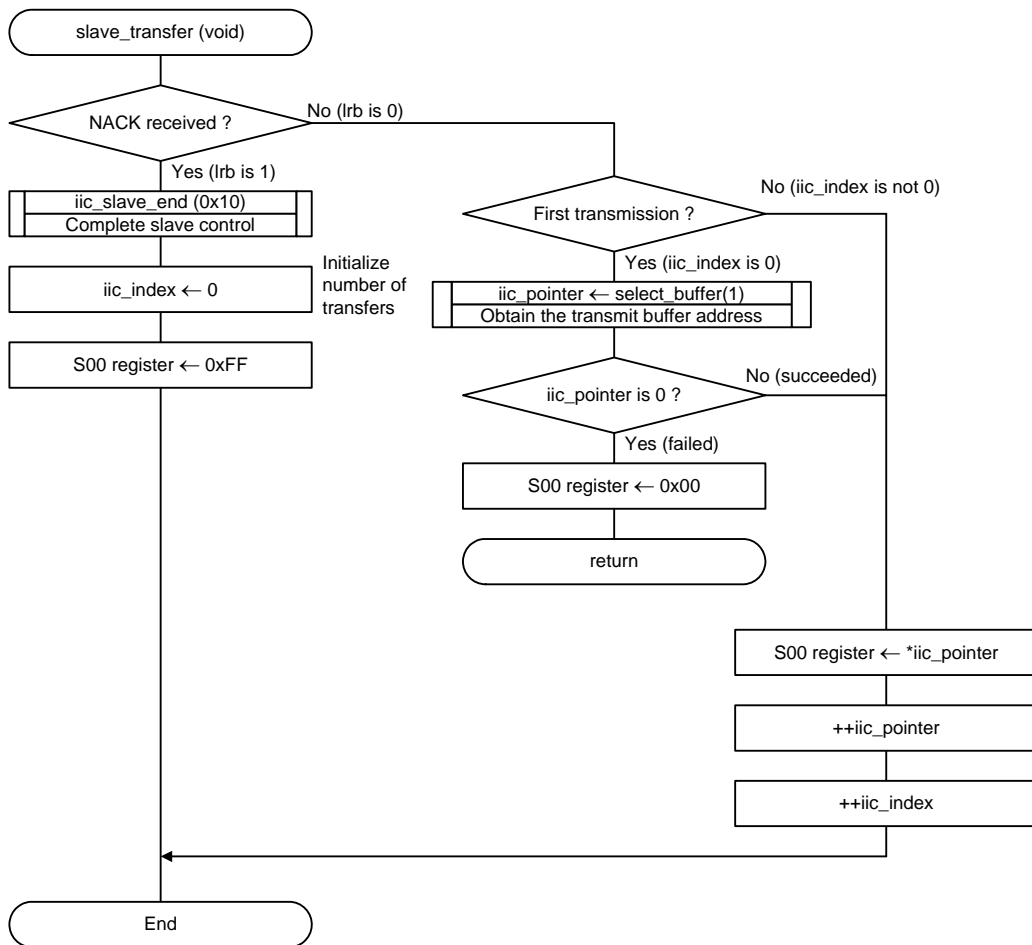 slave_transfer (void)
NACK received ?
No (lrb is 0)
Yes (lrb is 1)
iic_slave_end (0x10)
Complete slave control
iic_index ← 0
Initialize
number of
transfers
S00 register ← 0xFF
First transmission ?
No (iic_index is not 0)
Yes (iic_index is 0)
iic_pointer ← select_buffer(1)
Obtain the transmit buffer address
iic_pointer is 0 ?
No (succeeded)
Yes (failed)
S00 register ← 0x00
return
S00 register ← *iic_pointer
++iic_pointer
++iic_index
End